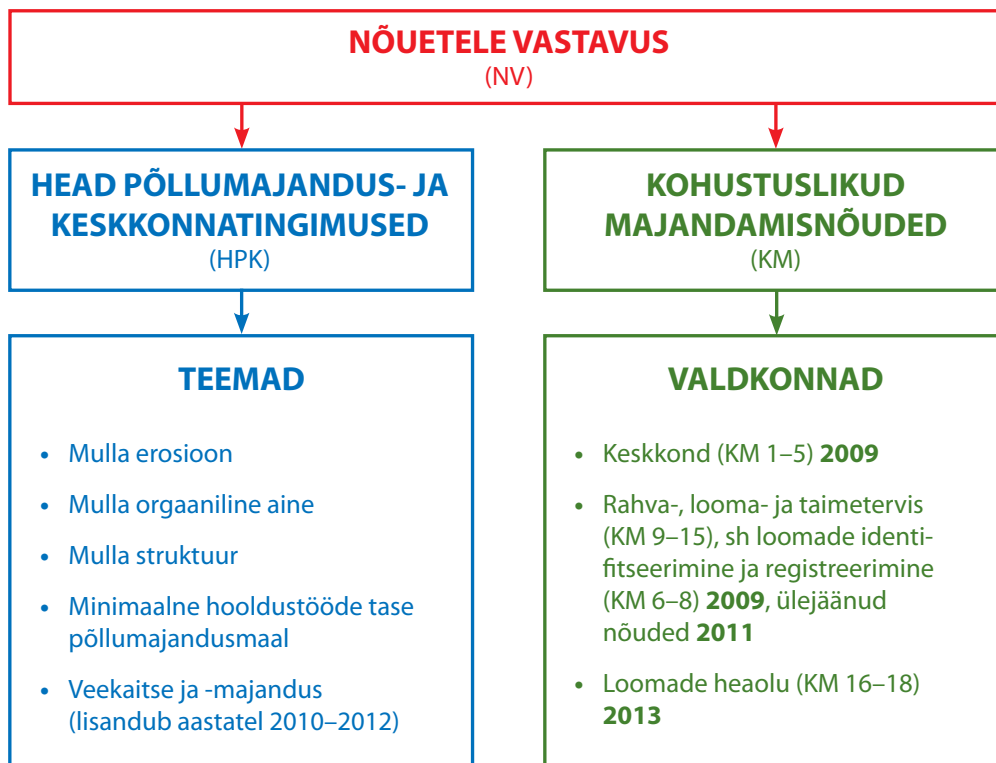 NÕUETELE VASTAVUS
(NV)
HEAD PÕLLUMAJANDUS- JA
KESKKONNATINGIMUSED
(HPK)
KOHUSTUSLIKUD
MAJANDAMISNÕUDED
(KM)
TEEMAD
• Mulla erosioon
• Mulla orgaaniline aine
• Mulla struktuur
• Minimaalne hooldustööde tase
põllumajandusmaal
• Veekaitse ja -majandus
(lisandub aastatel 2010–2012)
VALDKONNAD
• Keskkond (KM 1–5) 2009
• Rahva-, looma- ja taimetervis
(KM 9–15), sh loomade identi-
fitseerimine ja registreerimine
(KM 6–8) 2009, ülejäänud
nõuded 2011
• Loomade heaolu (KM 16–18)
2013